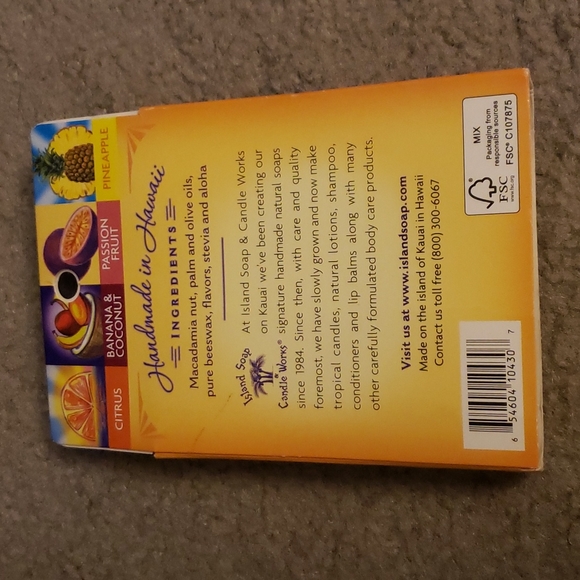 CITRUS
BANANA &
COCONUT
PASSION
FRUIT
PINEAPPLE
Handmade in Hawaii
INGREDIENTS
Macadamia nut, palm and olive oils,
pure beeswax, flavors, stevia and aloha
Island Soap
Candle Works®
At Island Soap & Candle Works
on Kauai we've been creating our
signature handmade natural soaps
since 1984. Since then, with care and quality
foremost, we have slowly grown and now make
tropical candles, natural lotions, shampoo,
conditioners and lip balms along with many
other carefully formulated body care products.
Visit us at www.islandsoap.com
Made on the island of Kauai in Hawaii
Contact us toll free (800) 300-6067
6 54604 10430 7
FSC
www.fsc.org
MIX
Packaging from
responsible sources
FSC® C107875